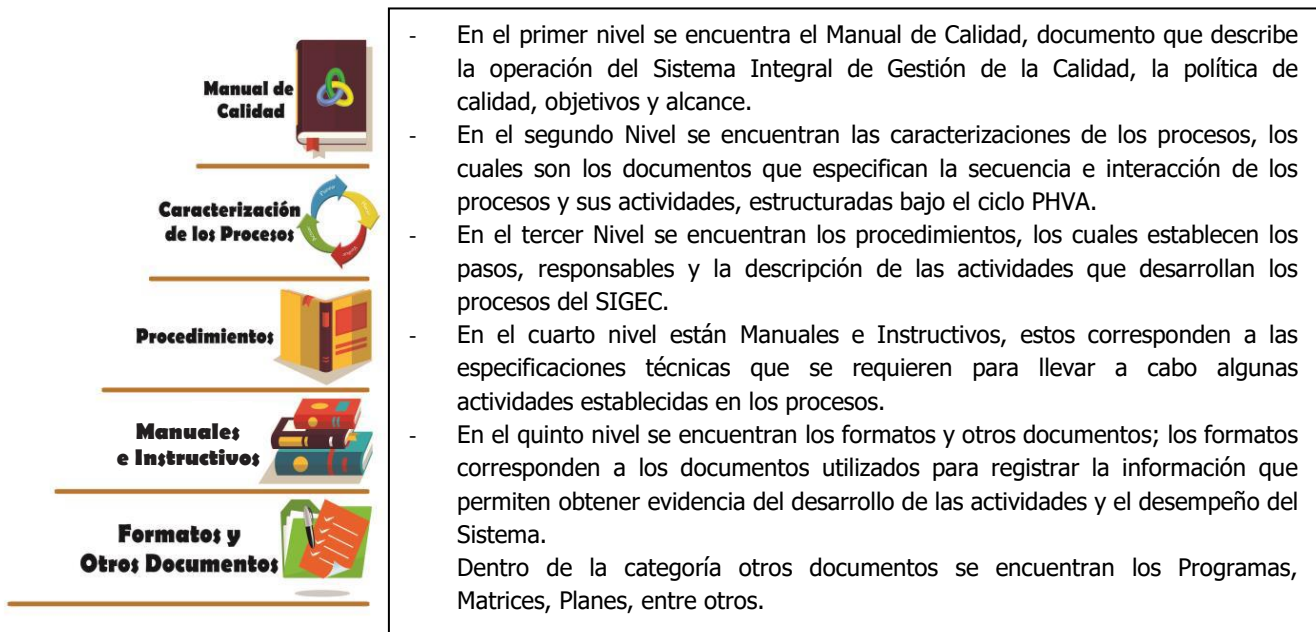 Manual de
Calidad
Caracterización
de los Procesos
Procedimientos
Manuales
e Instructivos
Formatos y
Otros Documentos
- En el primer nivel se encuentra el Manual de Calidad, documento que describe
la operación del Sistema Integral de Gestión de la Calidad, la política de
calidad, objetivos y alcance.
- En el segundo Nivel se encuentran las caracterizaciones de los procesos, los
cuales son los documentos que especifican la secuencia e interacción de los
procesos y sus actividades, estructuradas bajo el ciclo PHVA.
- En el tercer Nivel se encuentran los procedimientos, los cuales establecen los
pasos, responsables y la descripción de las actividades que desarrollan los
procesos del SIGEC.
- En el cuarto nivel están Manuales e Instructivos, estos corresponden a las
especificaciones técnicas que se requieren para llevar a cabo algunas
actividades establecidas en los procesos.
- En el quinto nivel se encuentran los formatos y otros documentos; los formatos
corresponden a los documentos utilizados para registrar la información que
permiten obtener evidencia del desarrollo de las actividades y el desempeño del
Sistema.
Dentro de la categoría otros documentos se encuentran los Programas,
Matrices, Planes, entre otros.